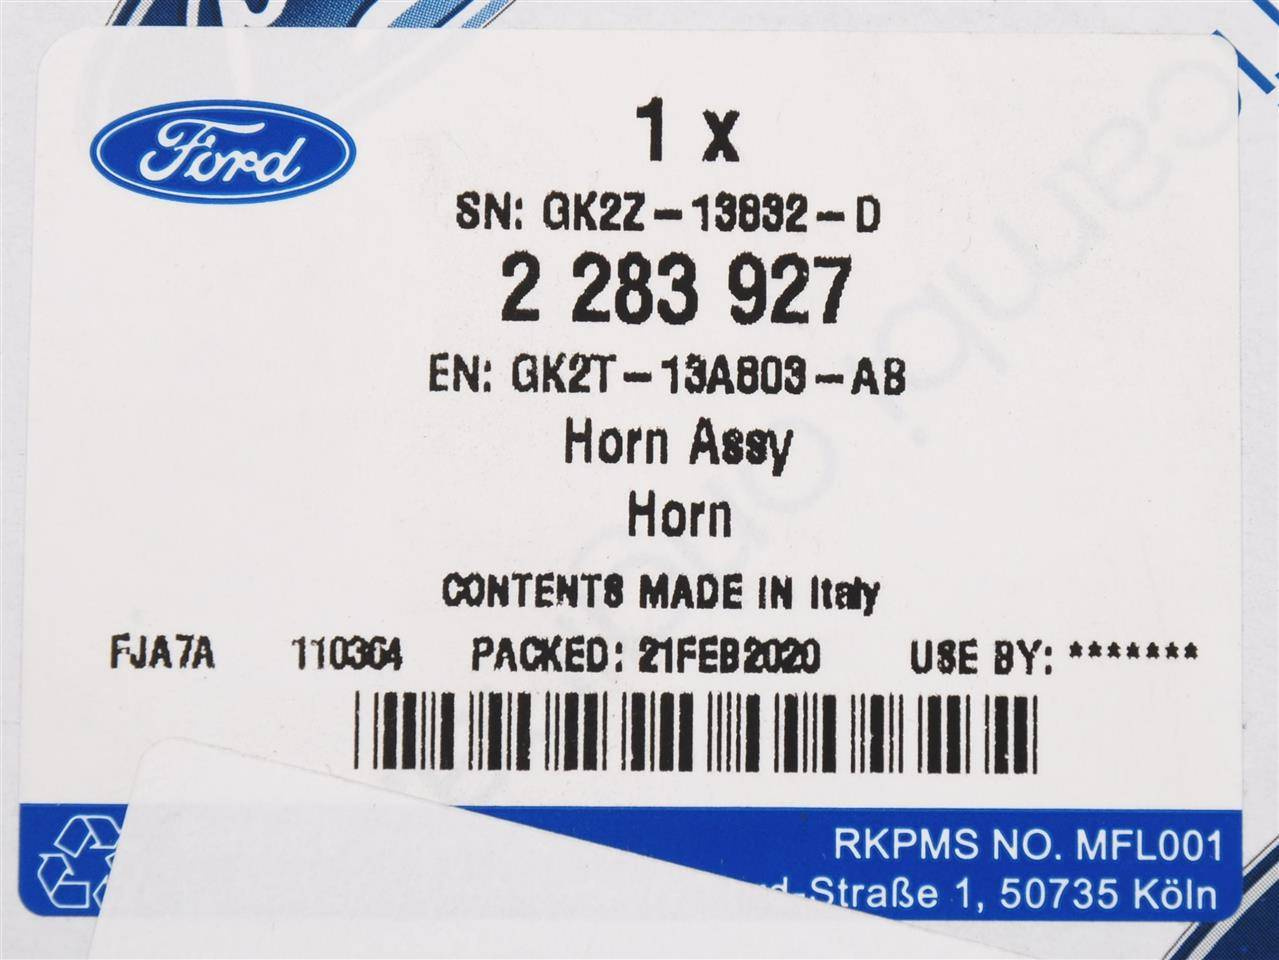 Ford
1 x
SN: GK2Z-13832-D
2 283 927
EN: GK2T-13A803-AB
Horn Assy
Horn
CONTENTS MADE IN Italy
FJA7A 110364 PACKED: 21FEB2020 USE BY: *******
RKPMS NO. MFL001
-Straße 1, 50735 Köln